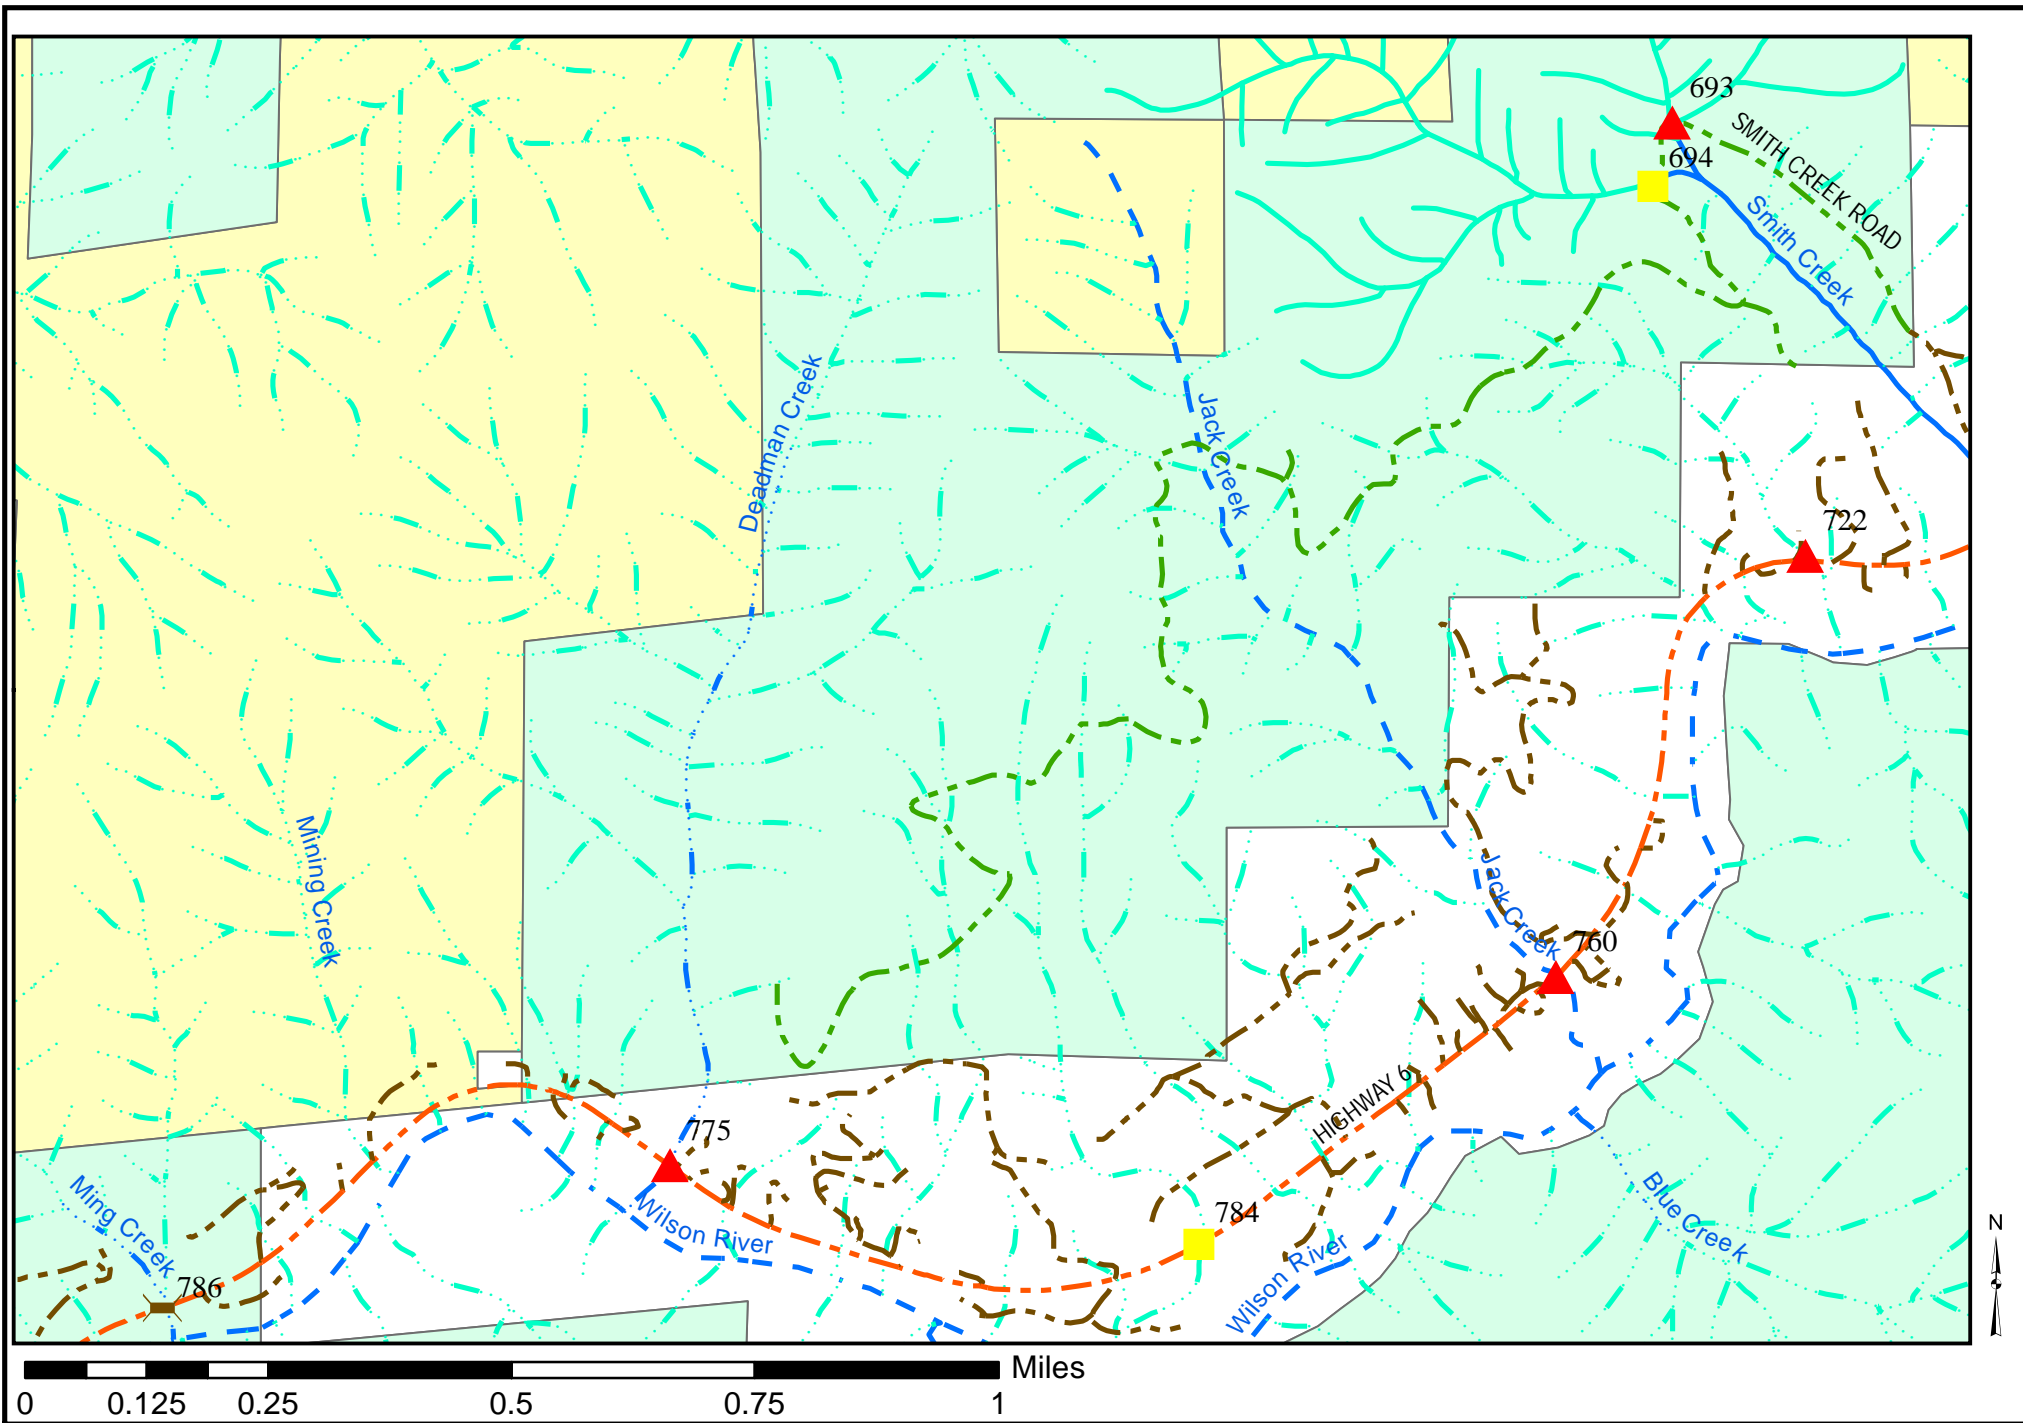 693
SMITH CREEK ROAD
694
Smith Creek
Deadman Creek
Jack Creek
722
Mining Creek
Jack Creek
760
HIGHWAY 6
775
Ming Creek
Wilson River
784
Blue Creek
Wilson River
786
N
Miles
0 0.125 0.25 0.5 0.75 1